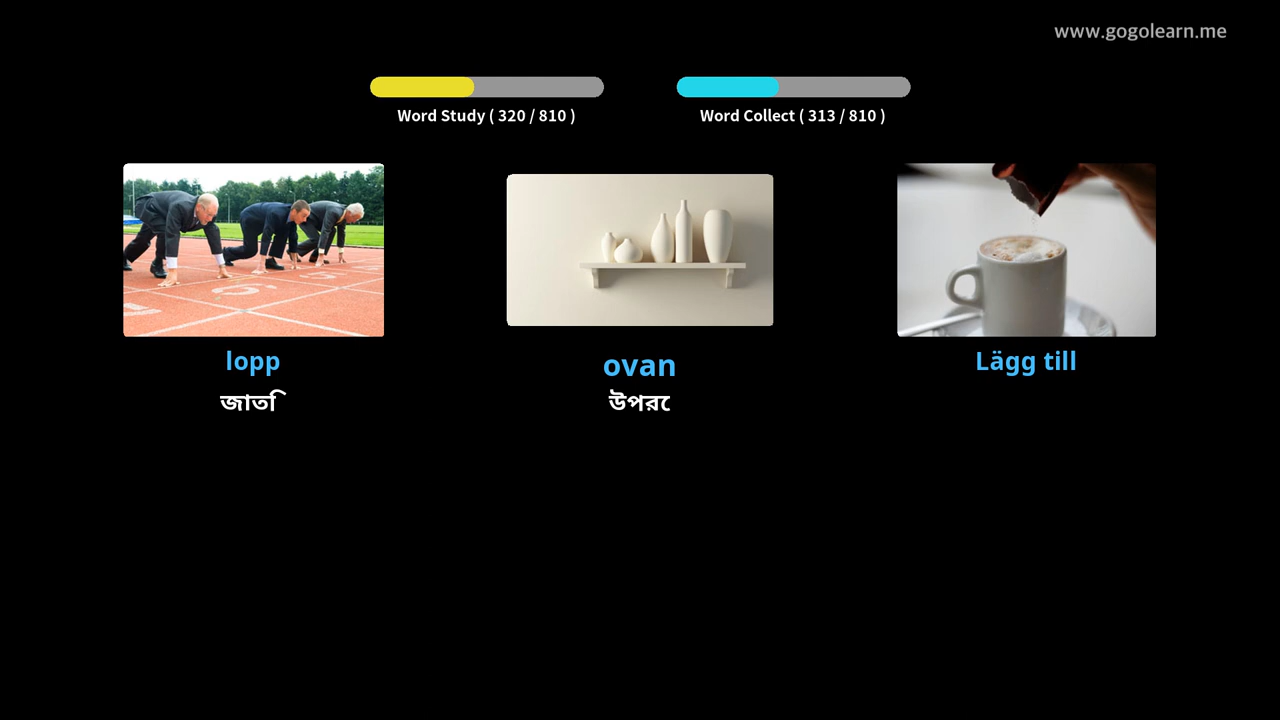 www.gogolearn.me
Word Study ( 320 / 810 )
Word Collect ( 313 / 810 )
lopp
ovan
Lägg till
জাতি
উপরে